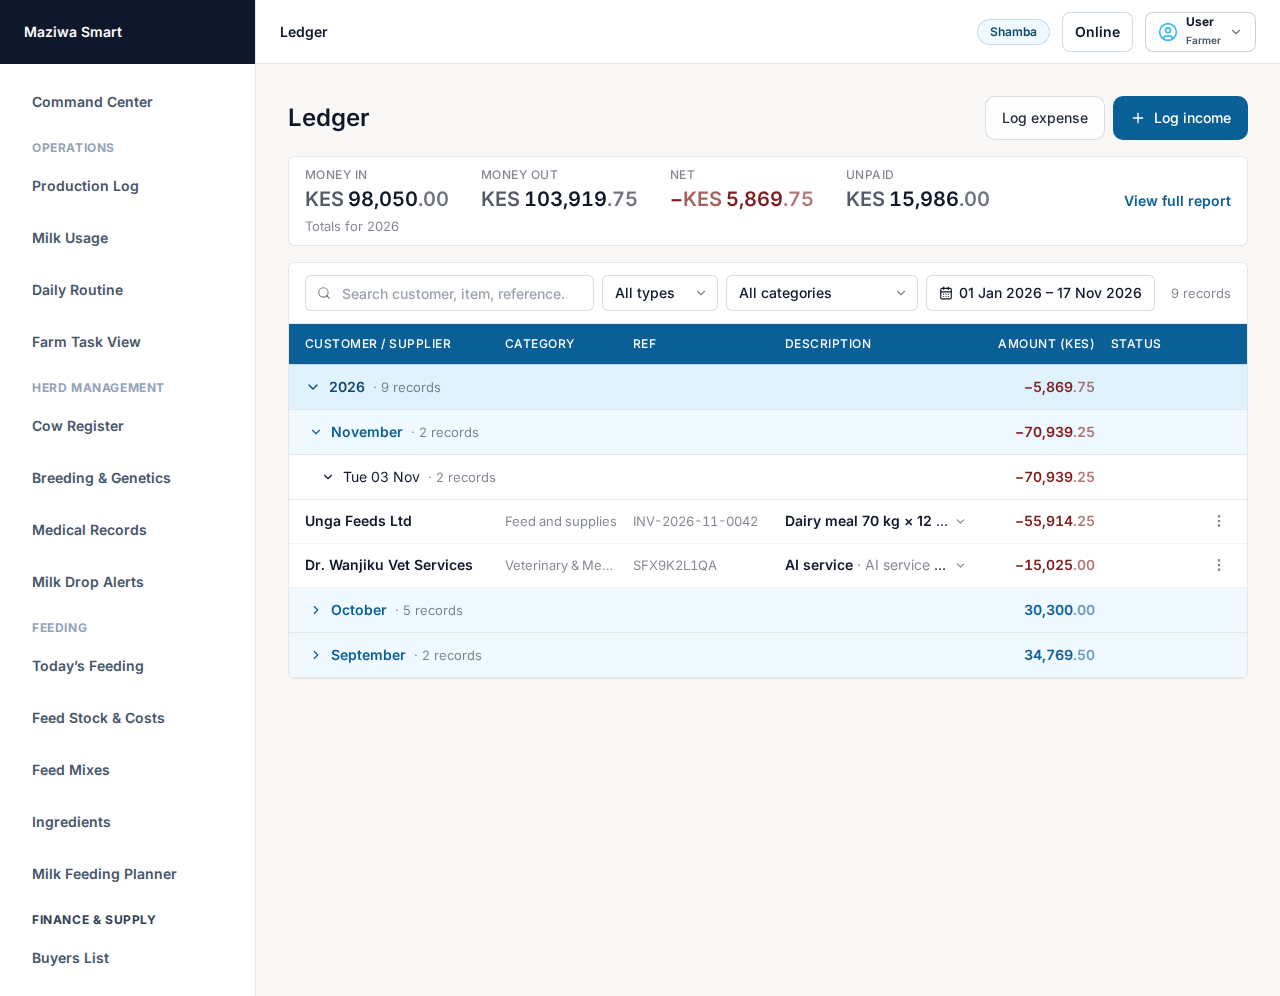 Maziwa Smart
Ledger
Shamba
Online
User
Farmer
Command Center
OPERATIONS
Production Log
Milk Usage
Daily Routine
Farm Task View
HERD MANAGEMENT
Cow Register
Breeding & Genetics
Medical Records
Milk Drop Alerts
FEEDING
Today’s Feeding
Feed Stock & Costs
Feed Mixes
Ingredients
Milk Feeding Planner
FINANCE & SUPPLY
Buyers List
Ledger
Log expense
Log income
MONEY IN
KES 98,050.00
MONEY OUT
KES 103,919.75
NET
−KES 5,869.75
UNPAID
KES 15,986.00
Totals for 2026
View full report
Search customer, item, reference..
All types
All categories
01 Jan 2026 – 17 Nov 2026
9 records
CUSTOMER / SUPPLIER CATEGORY REF DESCRIPTION AMOUNT (KES) STATUS
2026 · 9 records −5,869.75
November · 2 records −70,939.25
Tue 03 Nov · 2 records −70,939.25
Unga Feeds Ltd Feed and supplies INV-2026-11-0042 Dairy meal 70 kg × 12 ... −55,914.25
Dr. Wanjiku Vet Services Veterinary & Me... SFX9K2L1QA AI service · AI service ... −15,025.00
October · 5 records 30,300.00
September · 2 records 34,769.50